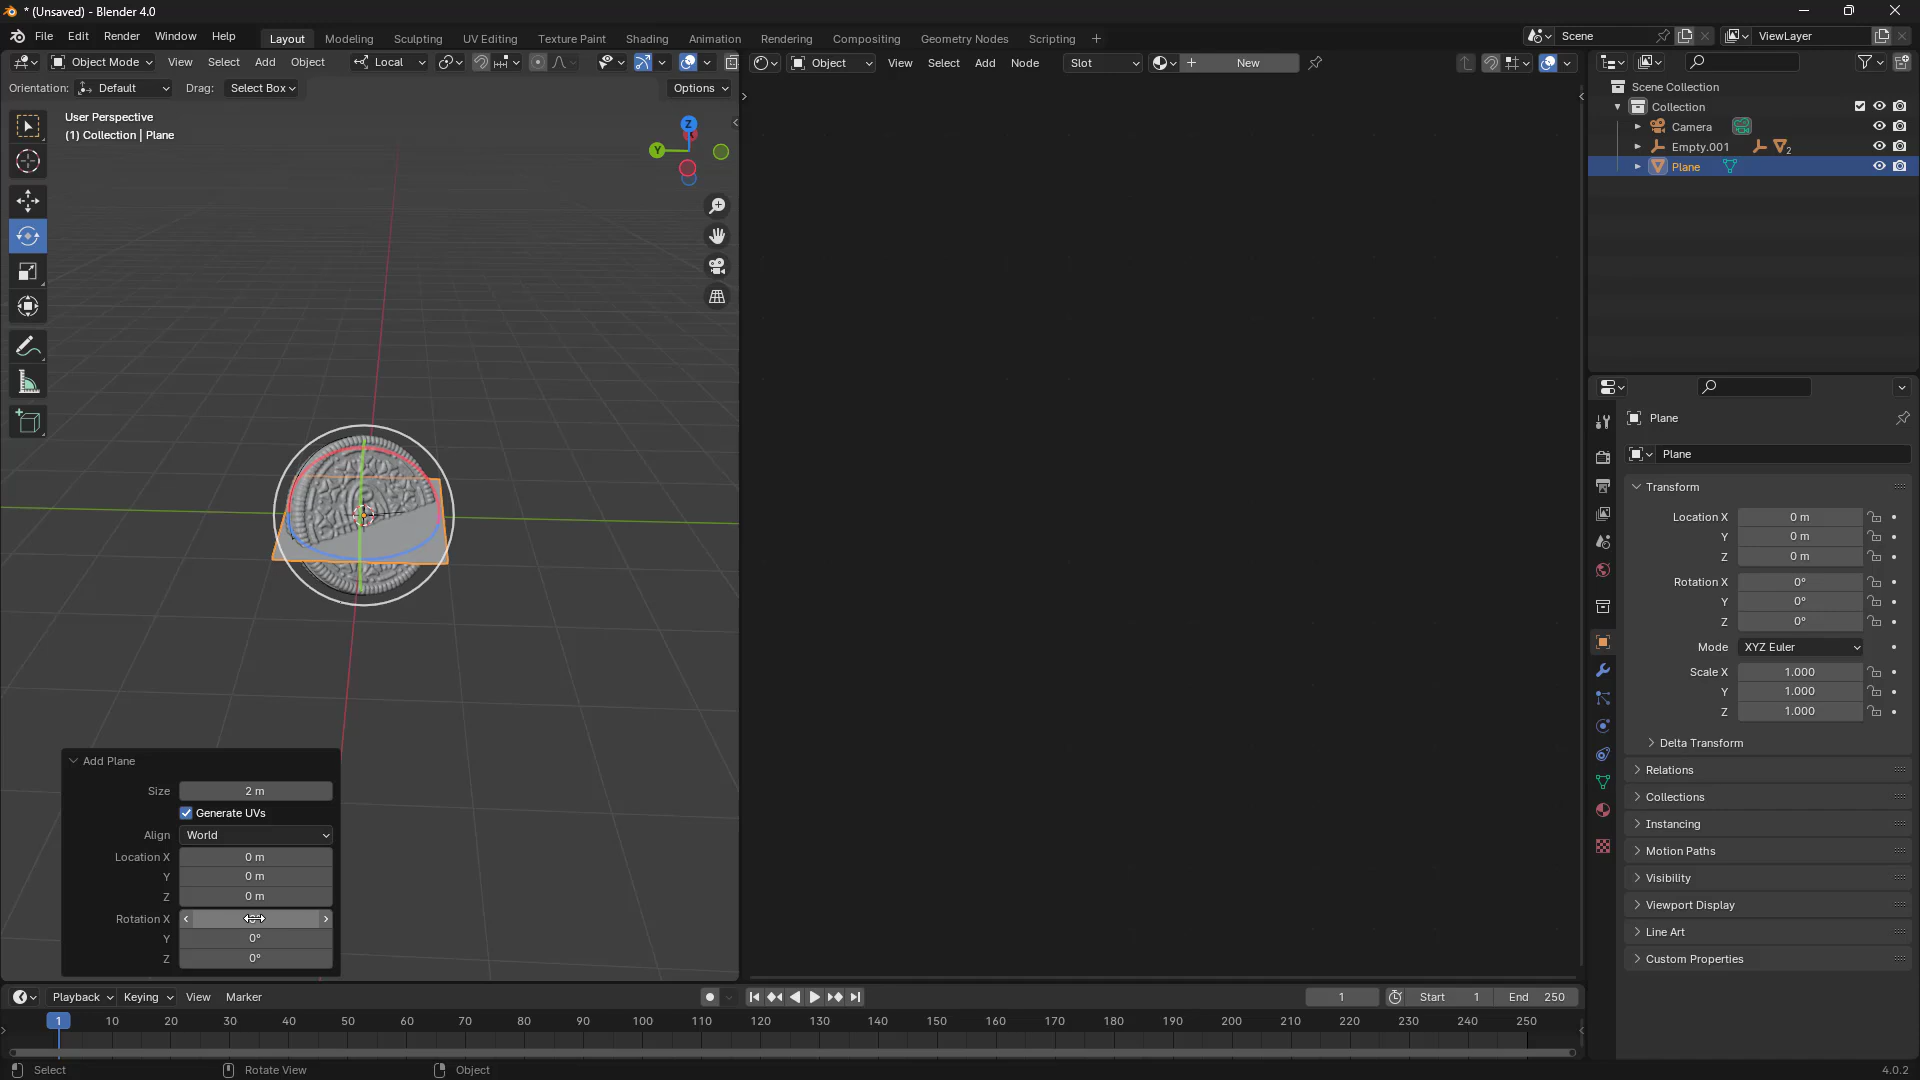 * (Unsaved) - Blender 4.0
File Edit Render Window Help
Layout Modeling Sculpting UV Editing Texture Paint Shading Animation Rendering Compositing Geometry Nodes Scripting +
Scene ViewLayer
Object Mode View Select Add Object Local
Object View Select Add Node Slot + New
Orientation: Default Drag: Select Box Options
User Perspective
(1) Collection | Plane
Z
Y
Scene Collection
Collection
Camera
Empty.001 2
Plane
Plane
Plane
Transform
Location X 0 m
Y 0 m
Z 0 m
Rotation X 0°
Y 0°
Z 0°
Mode XYZ Euler
Scale X 1.000
Y 1.000
Z 1.000
Delta Transform
Relations
Collections
Instancing
Motion Paths
Visibility
Viewport Display
Line Art
Custom Properties
Add Plane
Size 2 m
Generate UVs
Align World
Location X 0 m
Y 0 m
Z 0 m
Rotation X
Y 0°
Z 0°
Playback Keying View Marker 1 Start 1 End 250
1 10 20 30 40 50 60 70 80 90 100 110 120 130 140 150 160 170 180 190 200 210 220 230 240 250
Select Rotate View Object 4.0.2